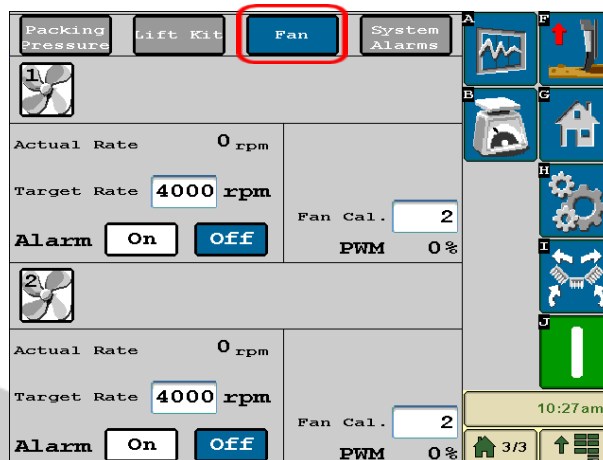 Packing Pressure
Lift Kit
Fan
System Alarms
1
Actual Rate 0 rpm
Target Rate 4000 rpm
Fan Cal. 2
Alarm On Off
PWM 0%
2
Actual Rate 0 rpm
Target Rate 4000 rpm
Fan Cal. 2
Alarm On Off
PWM 0%
A
F
B
G
H
I
J
10:27am
3/3